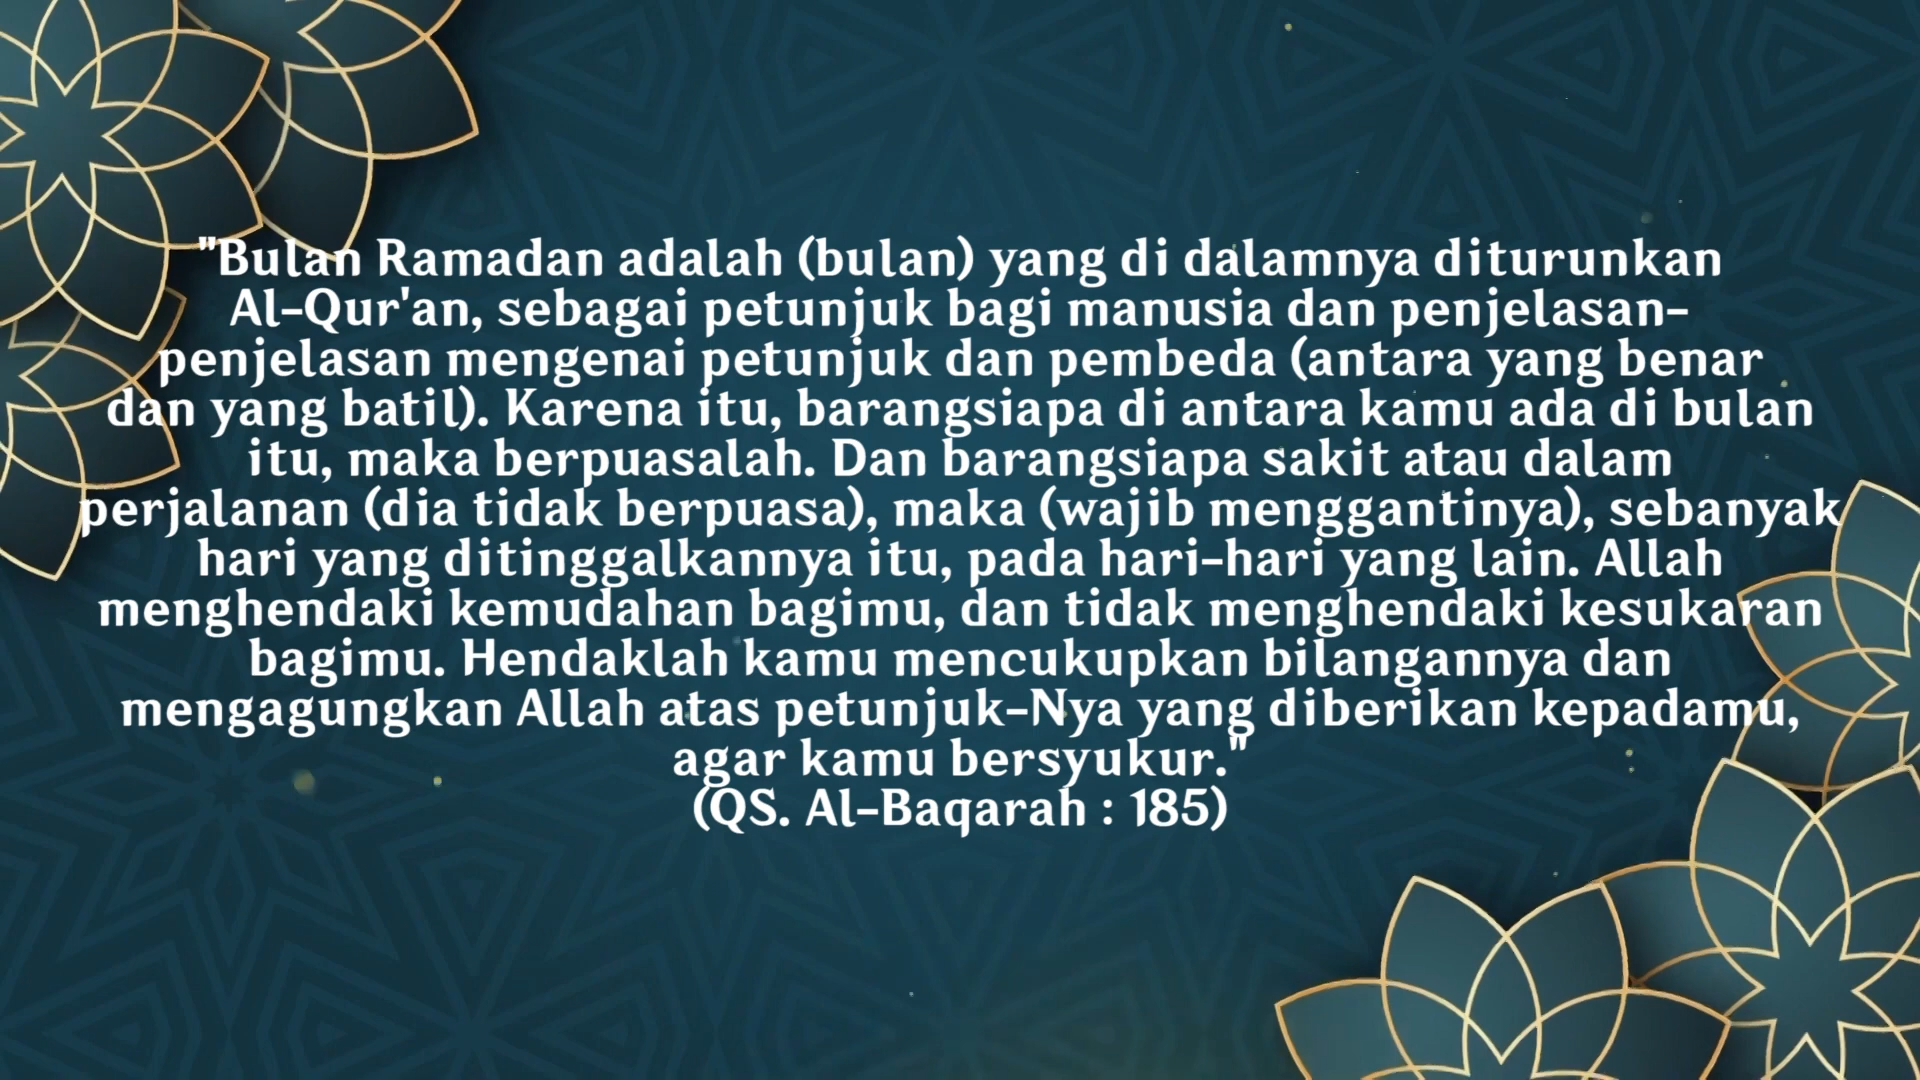 "Bulan Ramadan adalah (bulan) yang di dalamnya diturunkan
Al-Qur'an, sebagai petunjuk bagi manusia dan penjelasan-
penjelasan mengenai petunjuk dan pembeda (antara yang benar
dan yang batil). Karena itu, barangsiapa di antara kamu ada di bulan
itu, maka berpuasalah. Dan barangsiapa sakit atau dalam
perjalanan (dia tidak berpuasa), maka (wajib menggantinya), sebanyak
hari yang ditinggalkannya itu, pada hari-hari yang lain. Allah
menghendaki kemudahan bagimu, dan tidak menghendaki kesukaran
bagimu. Hendaklah kamu mencukupkan bilangannya dan
mengagungkan Allah atas petunjuk-Nya yang diberikan kepadamu,
agar kamu bersyukur."
(QS. Al-Baqarah : 185)